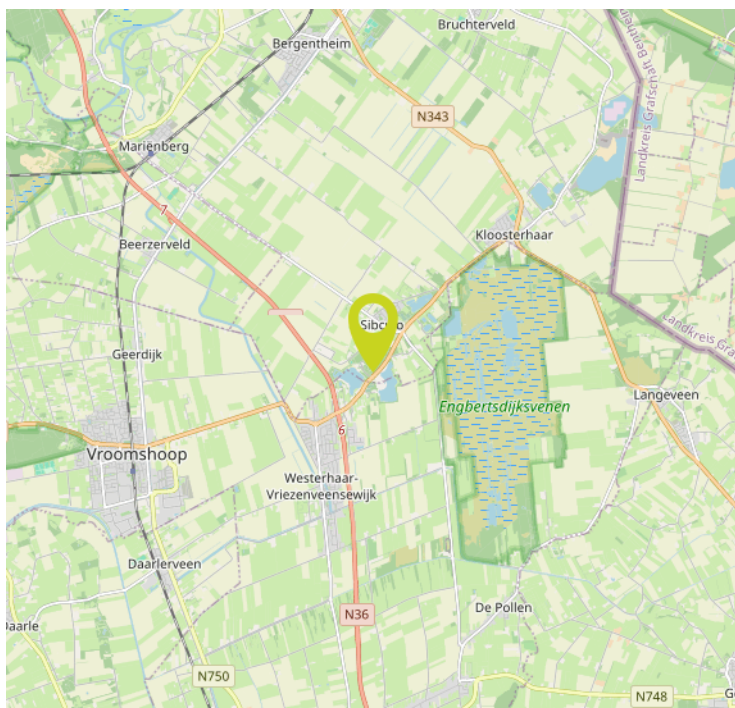 Bruchterveld
Bergentheim
Landkreis Grafschaft Bentheim
N343
Mariënberg
7
Kloosterhaar
Beerzerveld
Landkreis Graf
Geerdijk
Langeveen
Engbertsdijksvenen
6
Vroomshoop
Westerhaar-
Vriezenveensewijk
Daarlerveen
De Pollen
N36
N750
N748